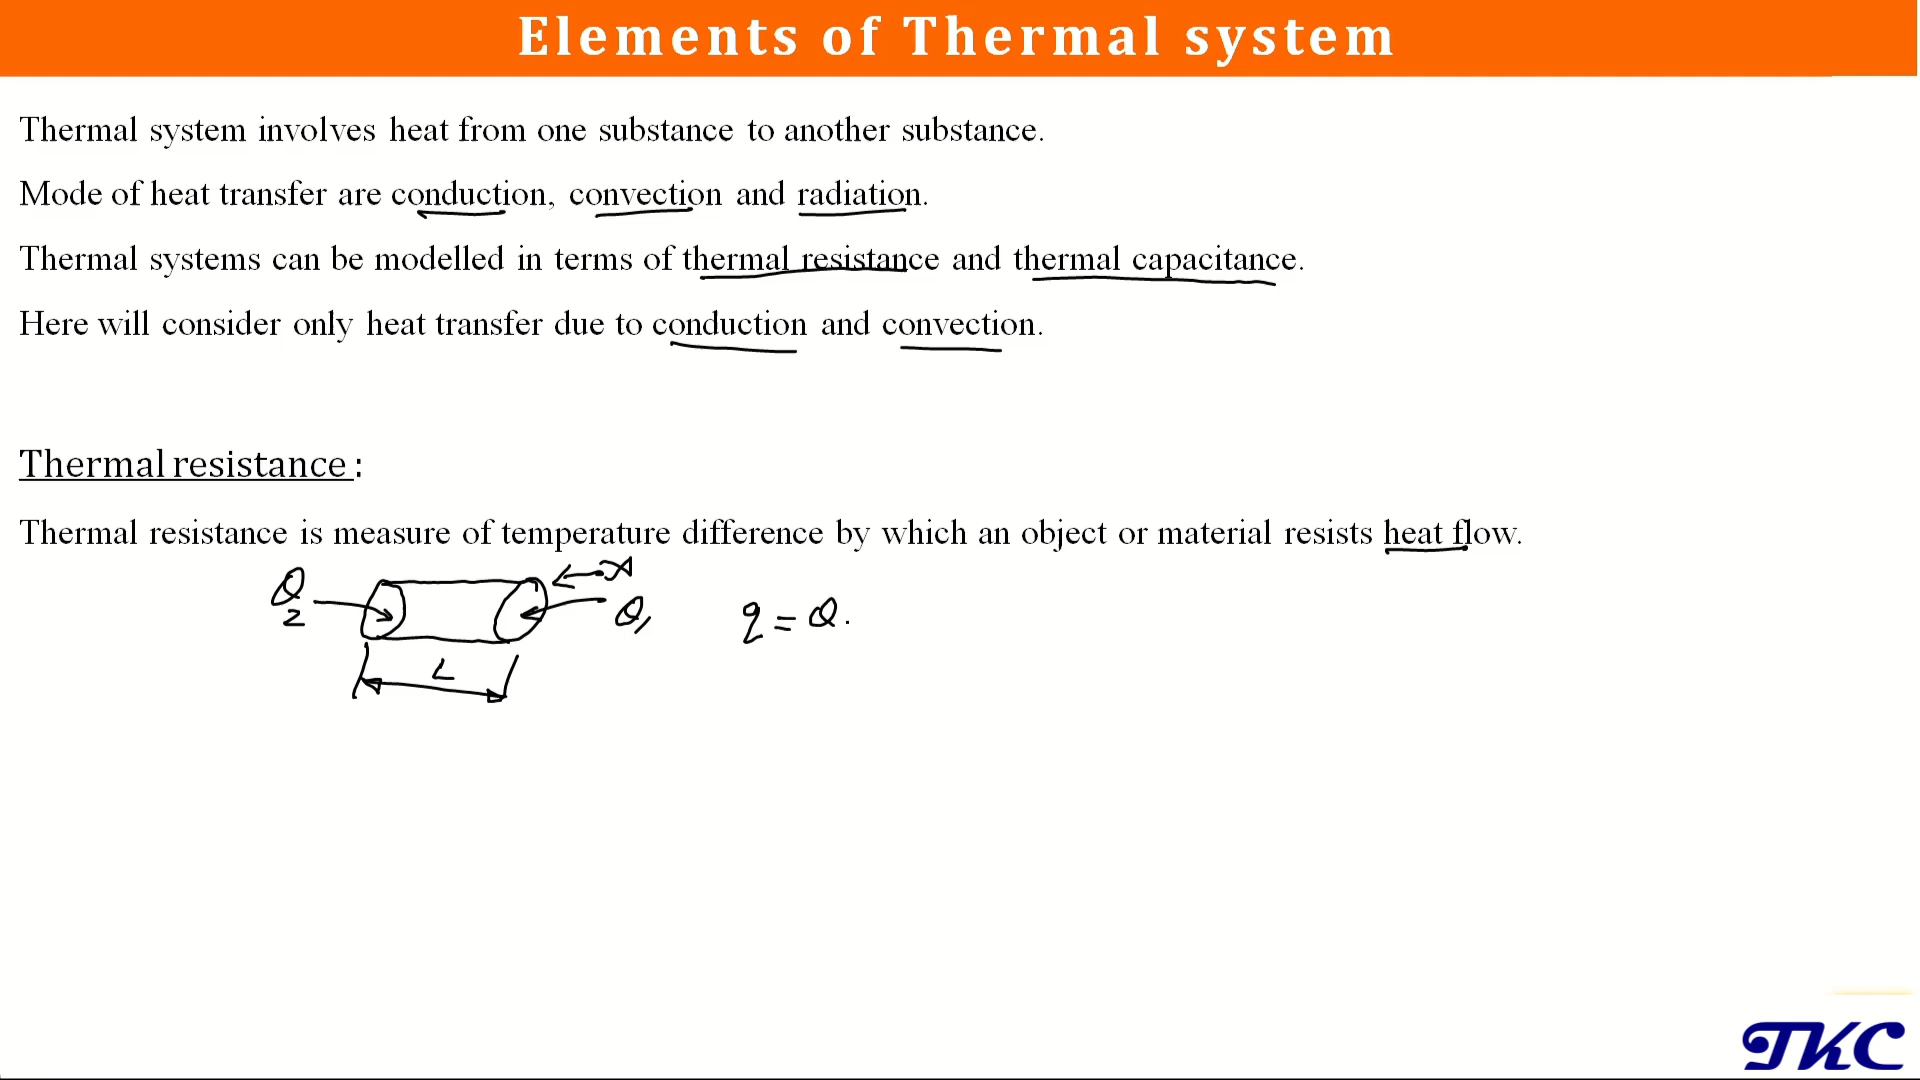 Elements of Thermal system
Thermal system involves heat from one substance to another substance.
Mode of heat transfer are conduction, convection and radiation.
Thermal systems can be modelled in terms of thermal resistance and thermal capacitance.
Here will consider only heat transfer due to conduction and convection.
Thermal resistance :
Thermal resistance is measure of temperature difference by which an object or material resists heat flow.
θ2
θ1
q = θ.
L
TKC